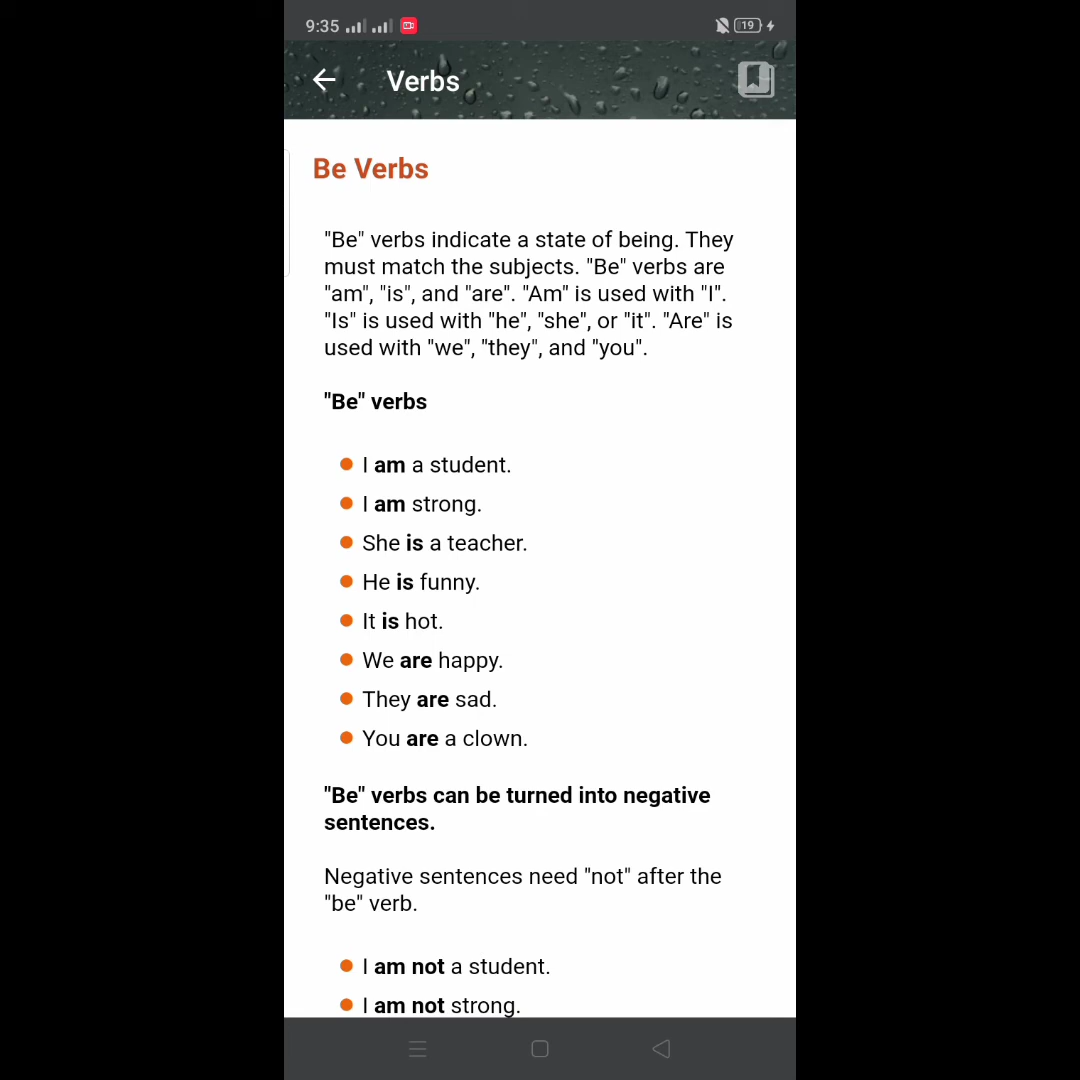 9:35
19
Verbs
Be Verbs
"Be" verbs indicate a state of being. They
must match the subjects. "Be" verbs are
"am", "is", and "are". "Am" is used with "I".
"Is" is used with "he", "she", or "it". "Are" is
used with "we", "they", and "you".
"Be" verbs
I am a student.
I am strong.
She is a teacher.
He is funny.
It is hot.
We are happy.
They are sad.
You are a clown.
"Be" verbs can be turned into negative
sentences.
Negative sentences need "not" after the
"be" verb.
I am not a student.
I am not strong.